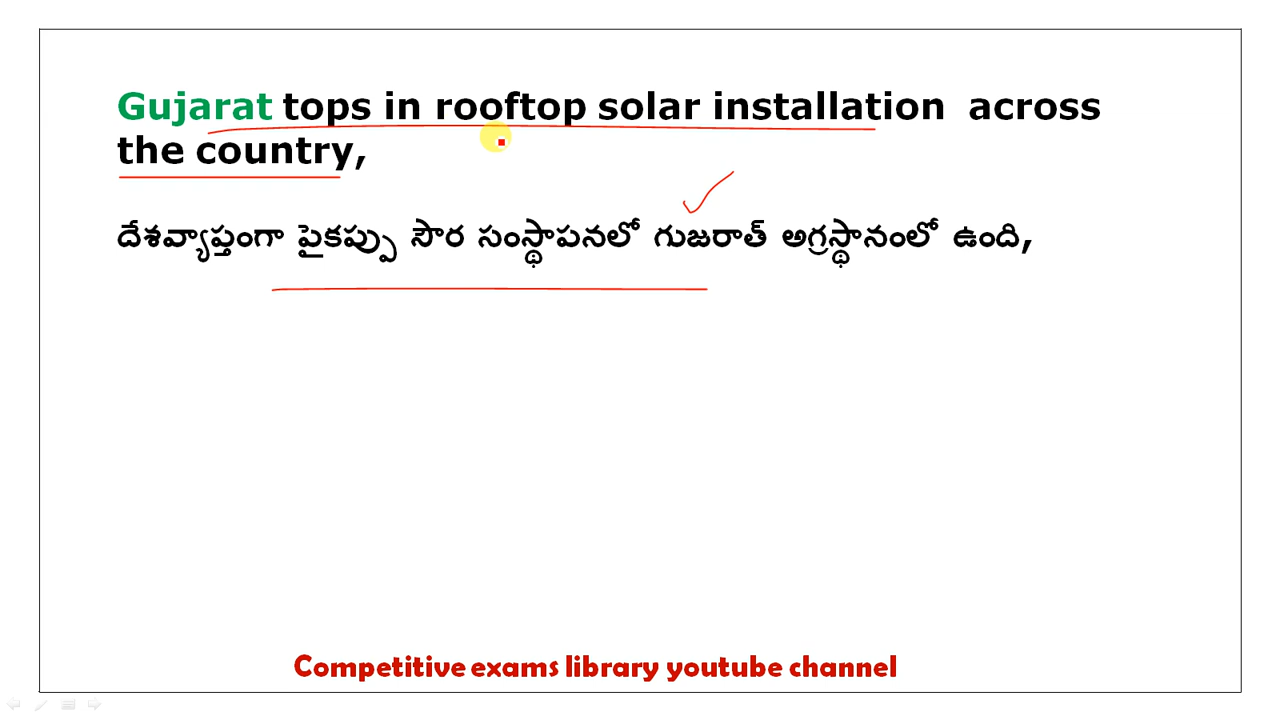 Gujarat tops in rooftop solar installation across
the country,
దేశవ్యాప్తంగా పైకప్పు సౌర సంస్థాపనలో గుజరాత్ అగ్రస్థానంలో ఉంది,
Competitive exams library youtube channel